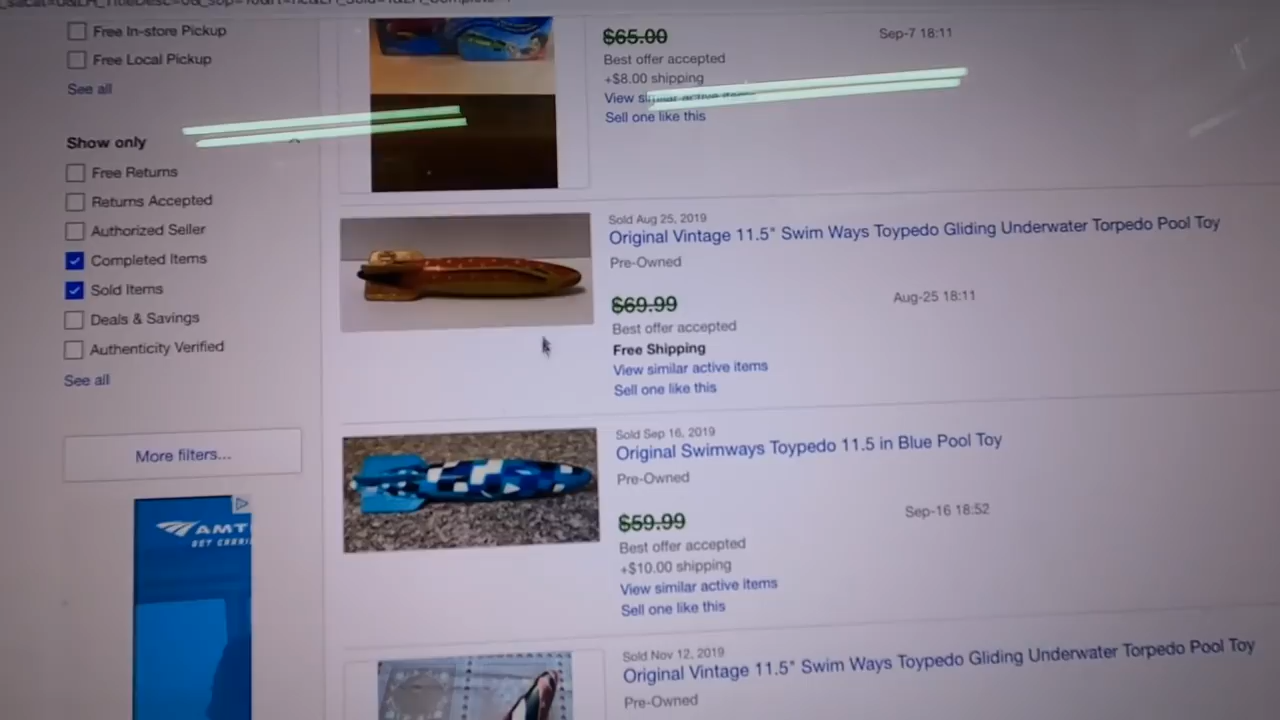 Free In-store Pickup
Free Local Pickup
See all
Show only
Free Returns
Returns Accepted
Authorized Seller
Completed Items
Sold Items
Deals & Savings
Authenticity Verified
See all
More filters...
AMT
$65.00
Sep-7 18:11
Best offer accepted
+$8.00 shipping
View similar active items
Sell one like this
Sold Aug 25, 2019
Original Vintage 11.5" Swim Ways Toypedo Gliding Underwater Torpedo Pool Toy
Pre-Owned
$69.99
Aug-25 18:11
Best offer accepted
Free Shipping
View similar active items
Sell one like this
Sold Sep 16, 2019
Original Swimways Toypedo 11.5 in Blue Pool Toy
Pre-Owned
$59.99
Sep-16 18:52
Best offer accepted
+$10.00 shipping
View similar active items
Sell one like this
Sold Nov 12, 2019
Original Vintage 11.5" Swim Ways Toypedo Gliding Underwater Torpedo Pool Toy
Pre-Owned